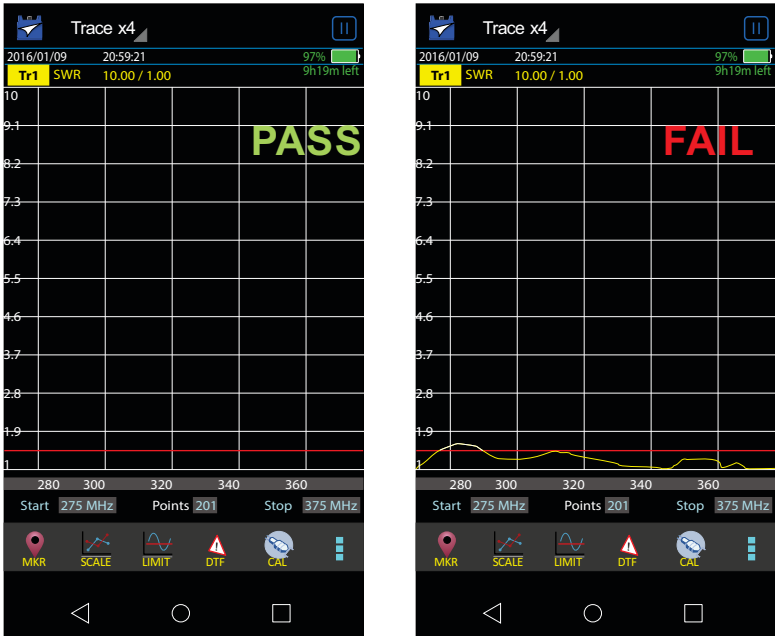 Trace x4
2016/01/09 20:59:21 97%
Tr1 SWR 10.00 / 1.00 9h19m left
10
9.1
PASS
8.2
7.3
6.4
5.5
4.6
3.7
2.8
1.9
1
280 300 320 340 360
Start 275 MHz Points 201 Stop 375 MHz
MKR SCALE LIMIT DTF CAL
Trace x4
2016/01/09 20:59:21 97%
Tr1 SWR 10.00 / 1.00 9h19m left
10
9.1
FAIL
8.2
7.3
6.4
5.5
4.6
3.7
2.8
1.9
1
280 300 320 340 360
Start 275 MHz Points 201 Stop 375 MHz
MKR SCALE LIMIT DTF CAL